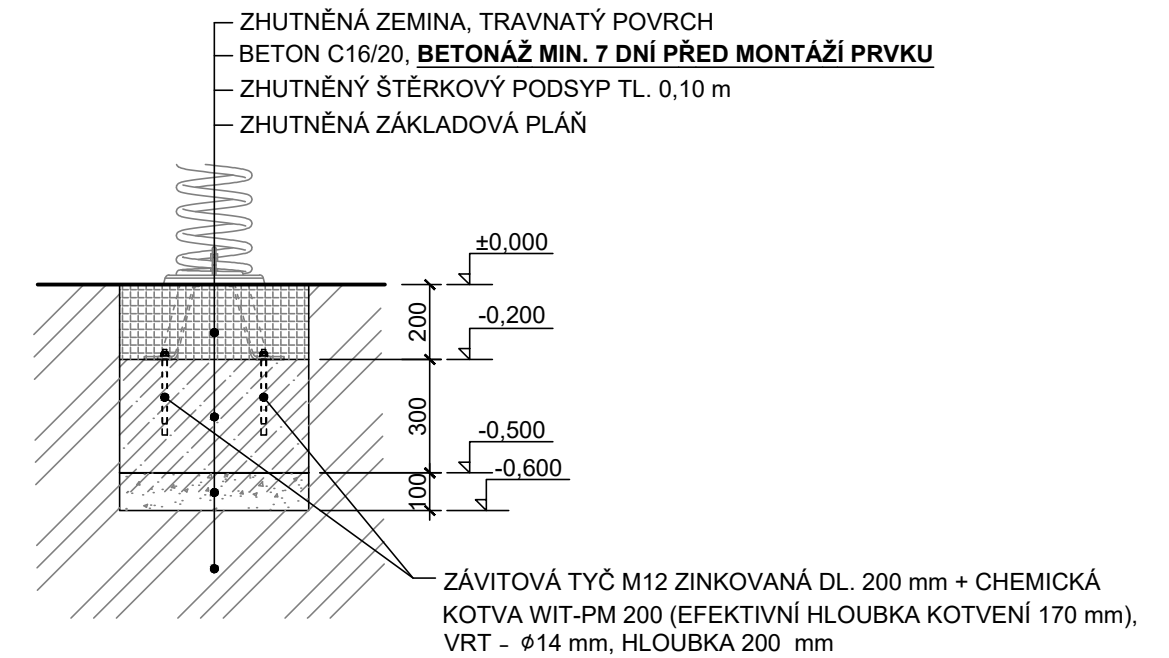 ZHUTNĚNÁ ZEMINA, TRAVNATÝ POVRCH
BETON C16/20, BETONÁŽ MIN. 7 DNÍ PŘED MONTÁŽÍ PRVKU
ZHUTNĚNÝ ŠTĚRKOVÝ PODSYP TL. 0,10 m
ZHUTNĚNÁ ZÁKLADOVÁ PLÁŇ
±0,000
200
-0,200
300
-0,500
-0,600
100
ZÁVITOVÁ TYČ M12 ZINKOVANÁ DL. 200 mm + CHEMICKÁ
KOTVA WIT-PM 200 (EFEKTIVNÍ HLOUBKA KOTVENÍ 170 mm),
VRT - ⌀14 mm, HLOUBKA 200 mm